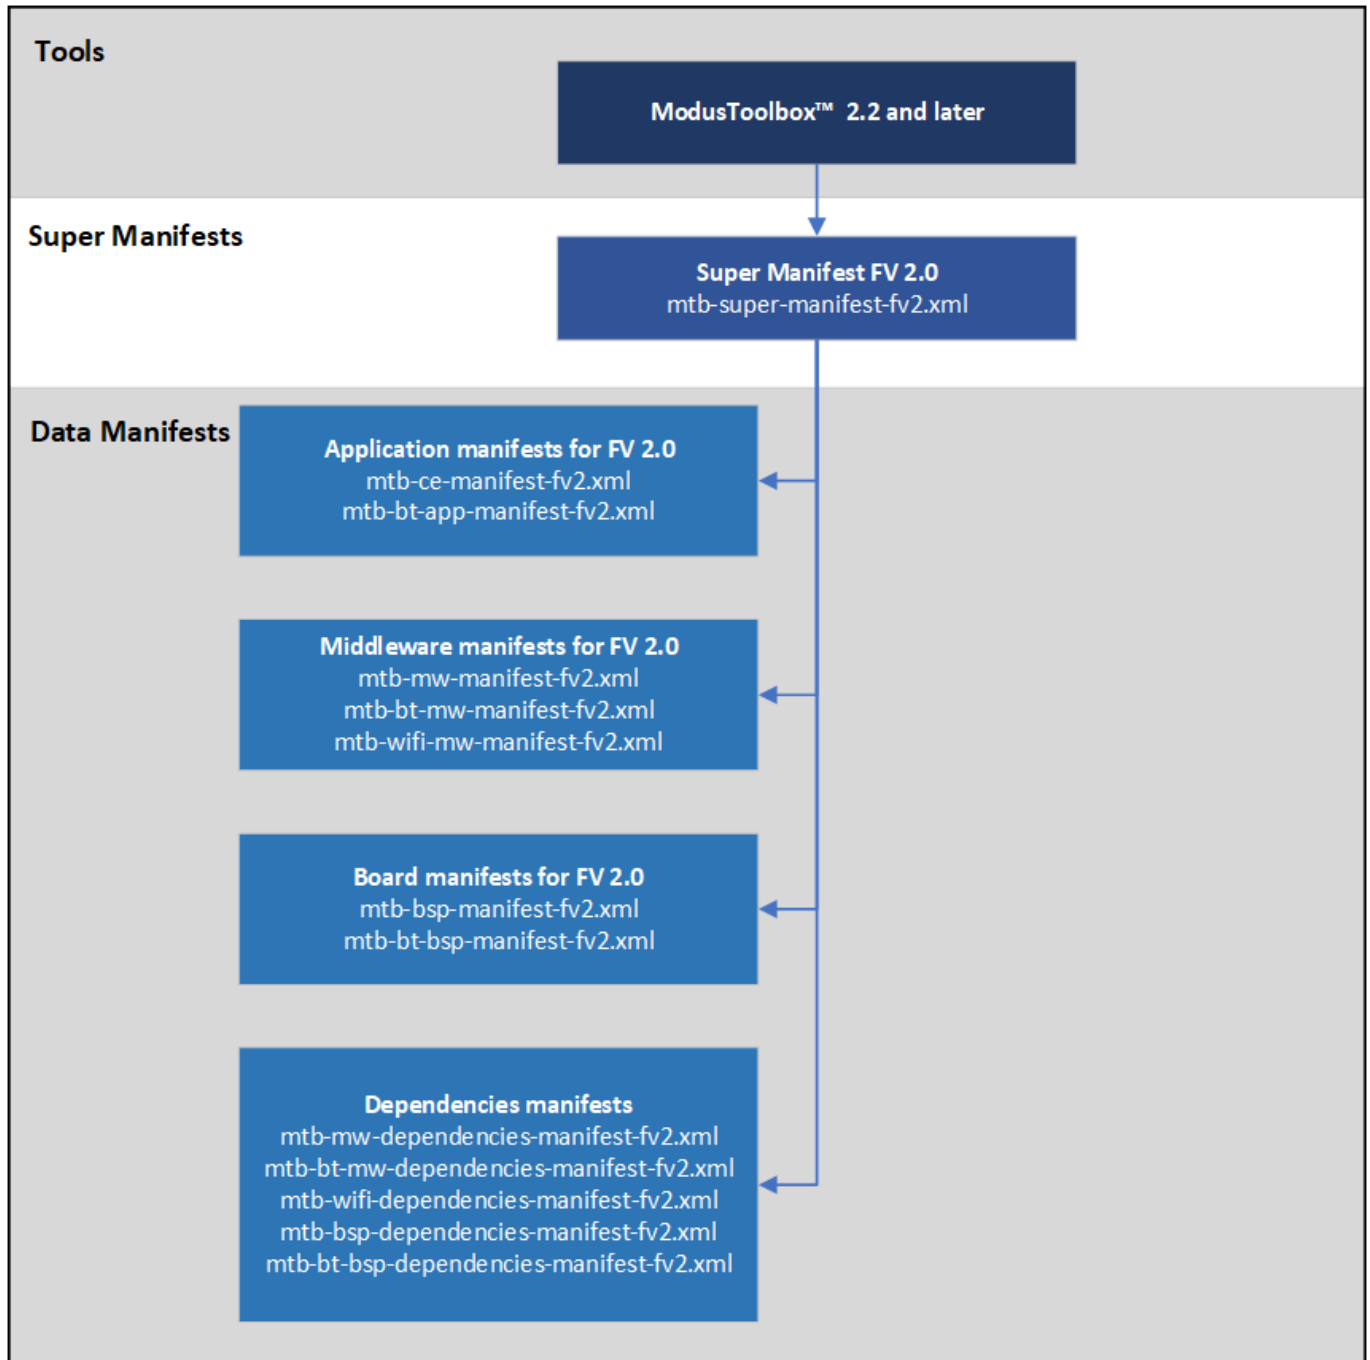 Tools
ModusToolbox™ 2.2 and later
Super Manifests
Super Manifest FV 2.0
mtb-super-manifest-fv2.xml
Data Manifests
Application manifests for FV 2.0
mtb-ce-manifest-fv2.xml
mtb-bt-app-manifest-fv2.xml
Middleware manifests for FV 2.0
mtb-mw-manifest-fv2.xml
mtb-bt-mw-manifest-fv2.xml
mtb-wifi-mw-manifest-fv2.xml
Board manifests for FV 2.0
mtb-bsp-manifest-fv2.xml
mtb-bt-bsp-manifest-fv2.xml
Dependencies manifests
mtb-mw-dependencies-manifest-fv2.xml
mtb-bt-mw-dependencies-manifest-fv2.xml
mtb-wifi-dependencies-manifest-fv2.xml
mtb-bsp-dependencies-manifest-fv2.xml
mtb-bt-bsp-dependencies-manifest-fv2.xml